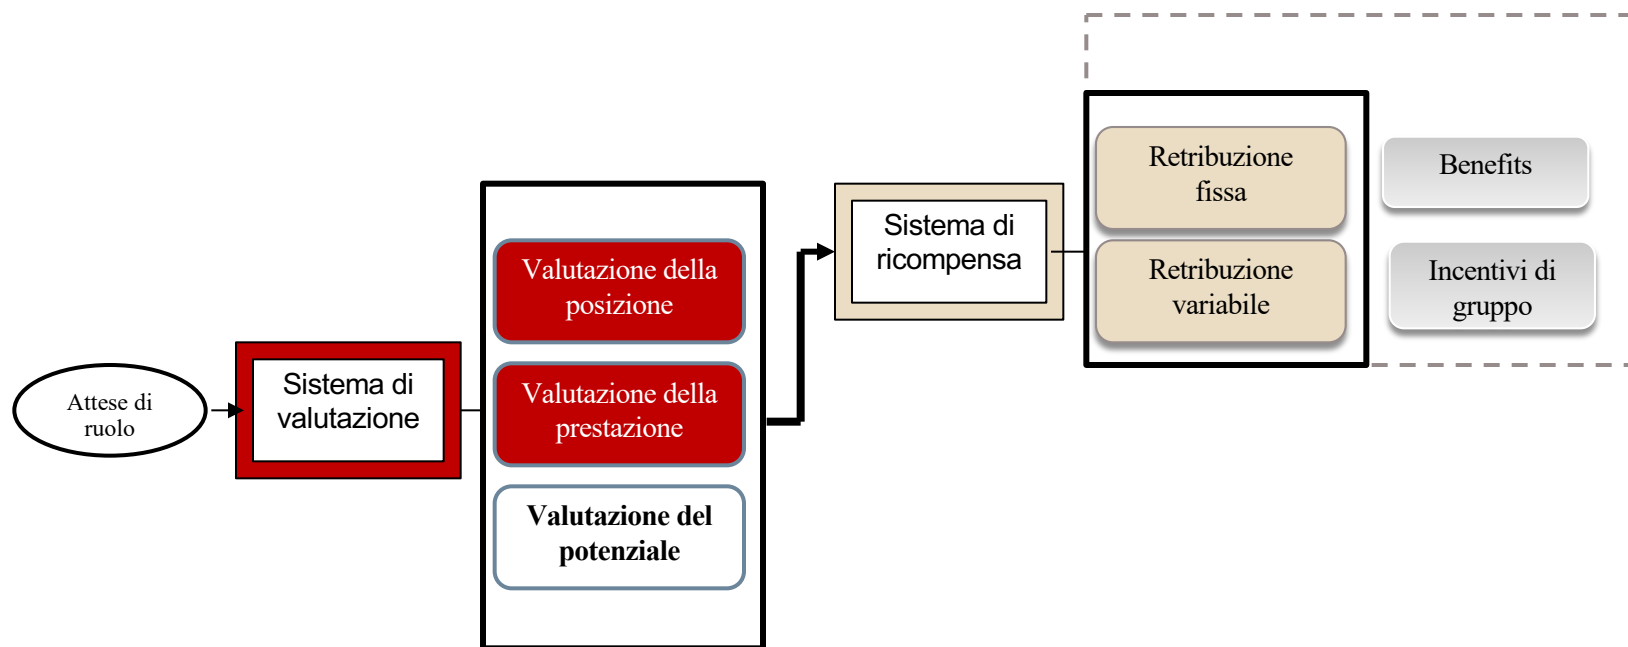 Attese di
ruolo
Sistema di
valutazione
Valutazione della
posizione
Valutazione della
prestazione
Valutazione del
potenziale
Sistema di
ricompensa
Retribuzione
fissa
Retribuzione
variabile
Benefits
Incentivi di
gruppo